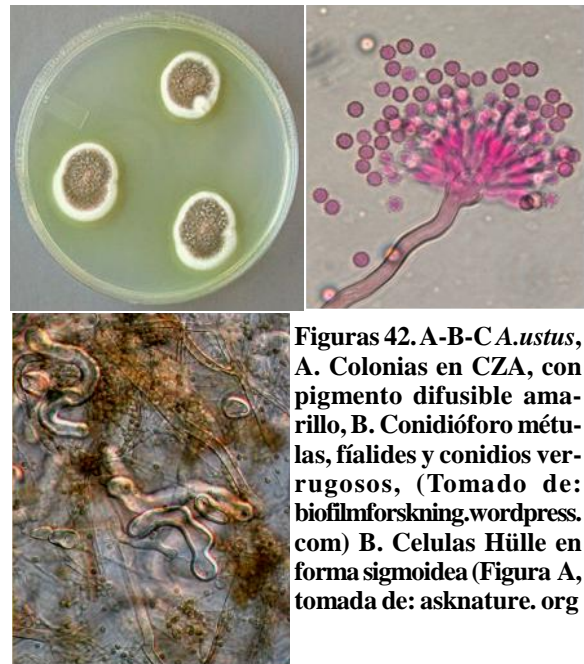 Figuras 42. A-B-C A.ustus,
A. Colonias en CZA, con
pigmento difusible ama-
rillo, B. Conidióforo métu-
las, fíalides y conidios ver-
rugosos, (Tomado de:
biofilmforskning.wordpress.
com) B. Celulas Hülle en
forma sigmoidea (Figura A,
tomada de: asknature. org